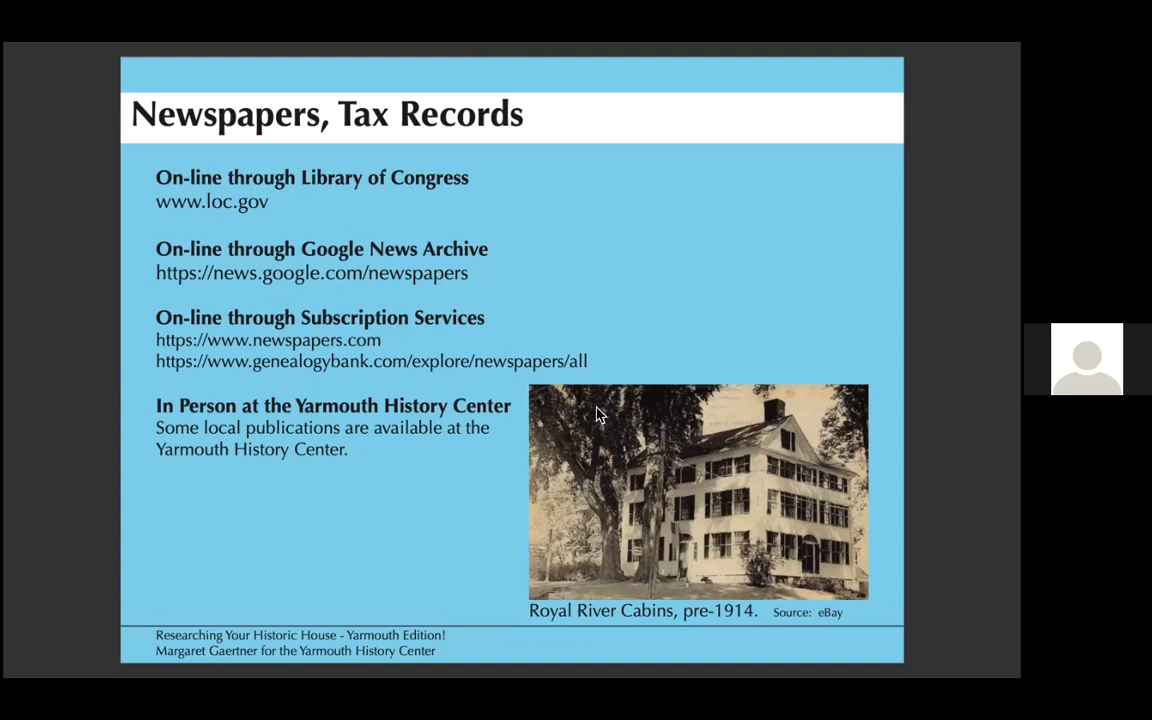 Newspapers, Tax Records
On-line through Library of Congress
www.loc.gov
On-line through Google News Archive
https://news.google.com/newspapers
On-line through Subscription Services
https://www.newspapers.com
https://www.genealogybank.com/explore/newspapers/all
In Person at the Yarmouth History Center
Some local publications are available at the
Yarmouth History Center.
Royal River Cabins, pre-1914. Source: eBay
Researching Your Historic House - Yarmouth Edition!
Margaret Gaertner for the Yarmouth History Center